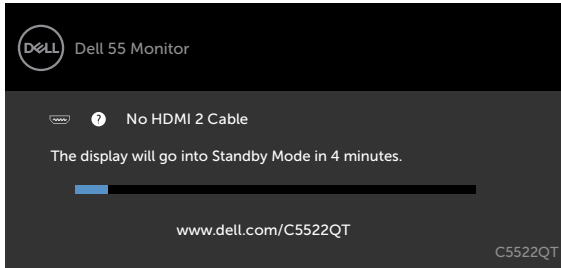 DELL Dell 55 Monitor
? No HDMI 2 Cable
The display will go into Standby Mode in 4 minutes.
www.dell.com/C5522QT
C5522QT